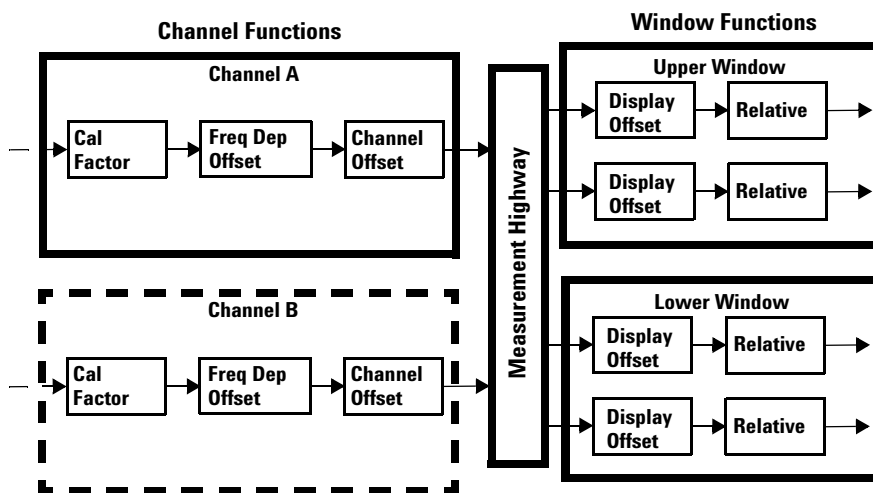 Channel Functions
Channel A
Cal
Factor
Freq Dep
Offset
Channel
Offset
Channel B
Cal
Factor
Freq Dep
Offset
Channel
Offset
Measurement Highway
Window Functions
Upper Window
Display
Offset
Relative
Display
Offset
Relative
Lower Window
Display
Offset
Relative
Display
Offset
Relative